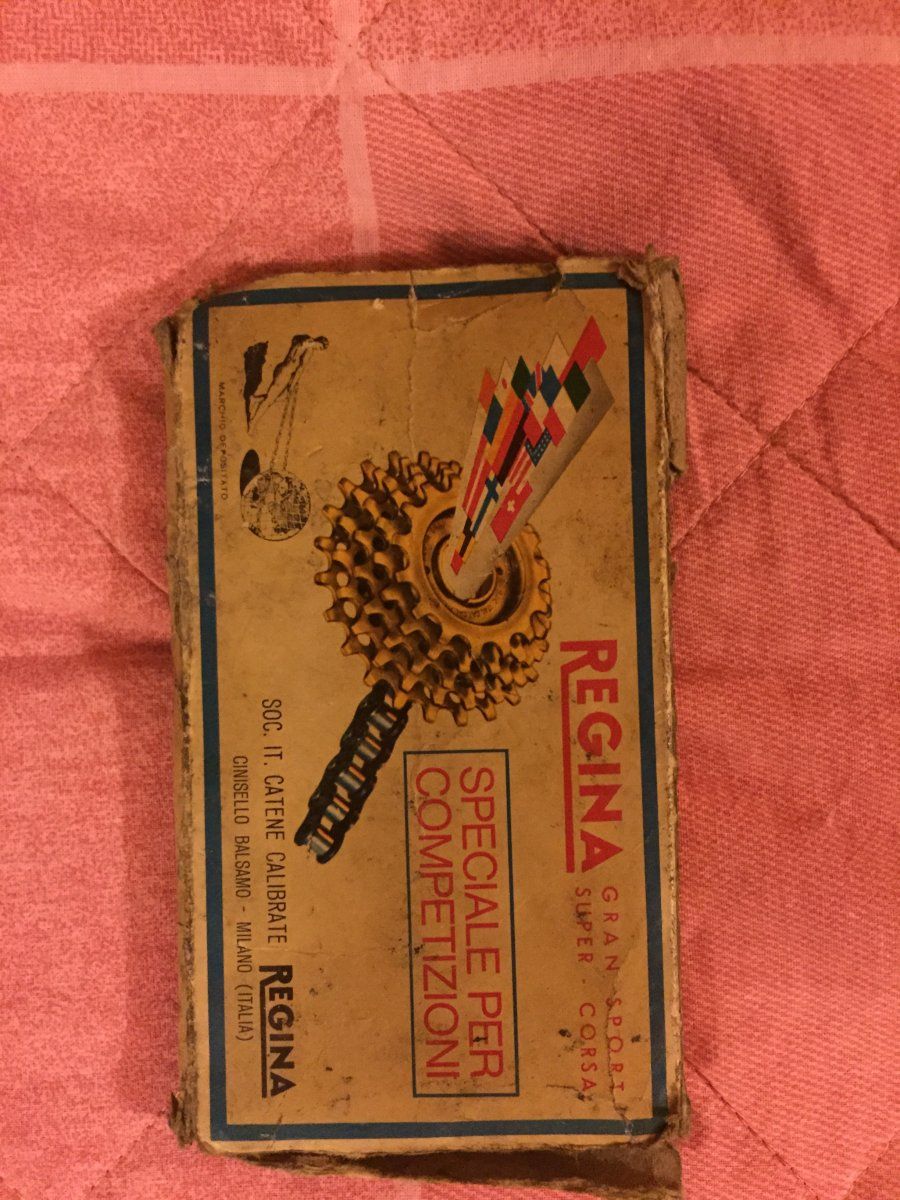 REGINA
GRAN SPORT
SUPER CORSA
SPECIALE PER
COMPETIZIONI
MARCHIO DEPOSITATO
SOC. IT. CATENE CALIBRATE REGINA
CINISELLO BALSAMO - MILANO (ITALIA)